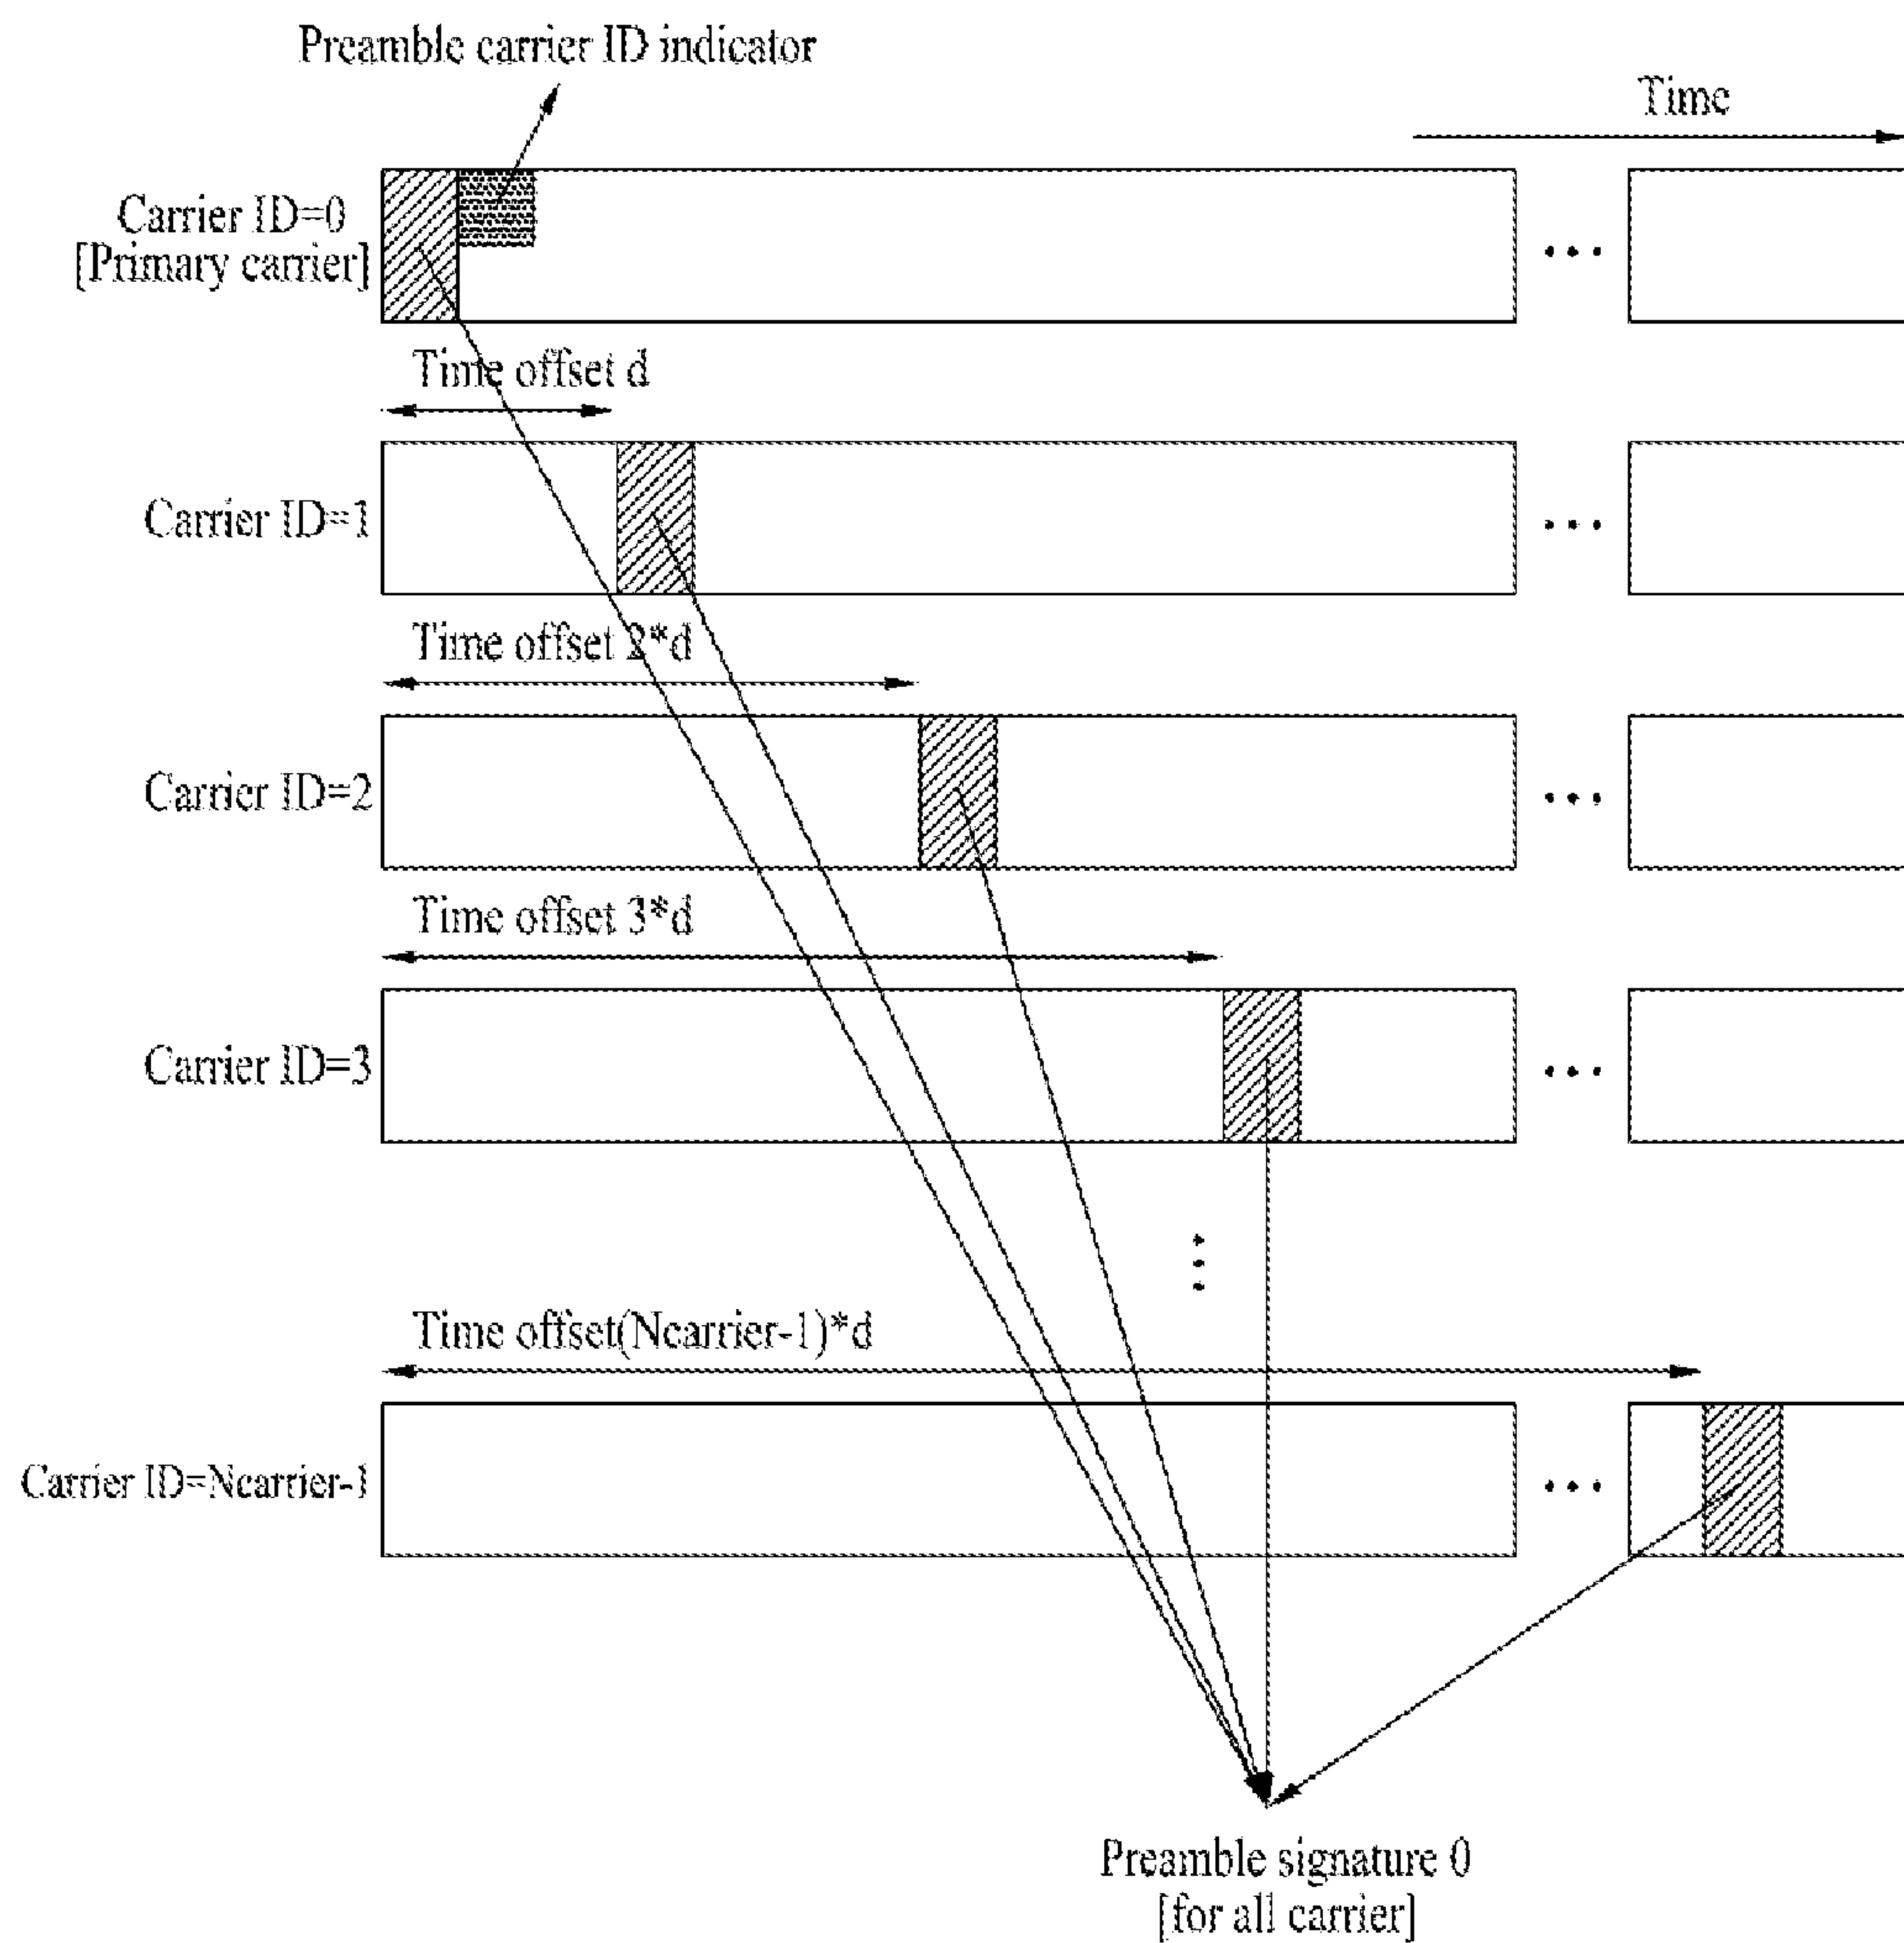 Preamble carrier ID indicator
Time
Carrier ID=0
[Primary carrier]
Time offset d
Carrier ID=1
Time offset 2*d
Carrier ID=2
Time offset 3*d
Carrier ID=3
Time offset(Ncarrier-1)*d
Carrier ID=Ncarrier-1
Preamble signature 0
[for all carrier]